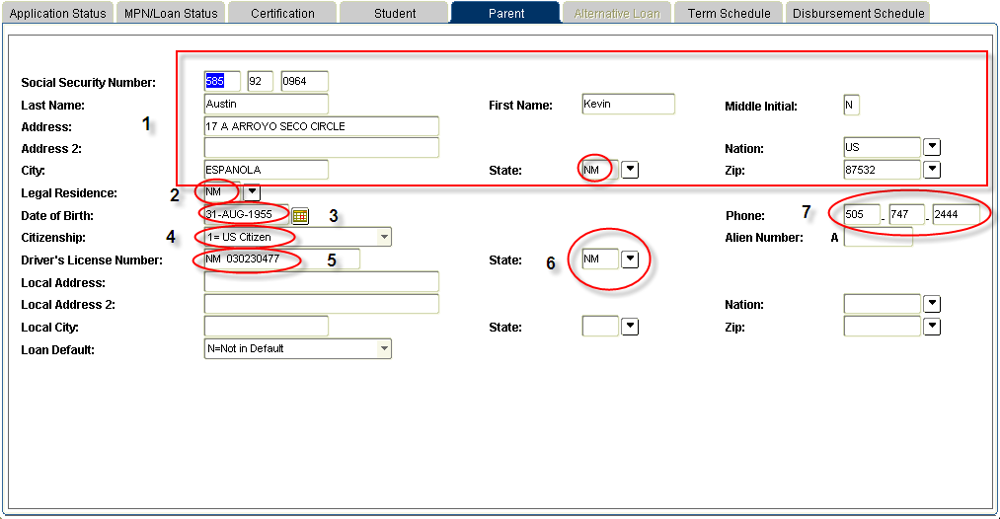 Application Status MPN/Loan Status Certification Student Parent Alternative Loan Term Schedule Disbursement Schedule
Social Security Number: 585 92 0964
Last Name: Austin First Name: Kevin Middle Initial: N
1 Address: 17 A ARROYO SECO CIRCLE
Address 2: Nation: US
City: ESPANOLA State: NM Zip: 87532
Legal Residence: 2 NM
Date of Birth: 31-AUG-1955 3 Phone: 7 505 - 747 - 2444
Citizenship: 4 1= US Citizen Alien Number: A
Driver's License Number: NM 030230477 5 State: 6 NM
Local Address:
Local Address 2: Nation:
Local City: State: Zip:
Loan Default: N=Not in Default